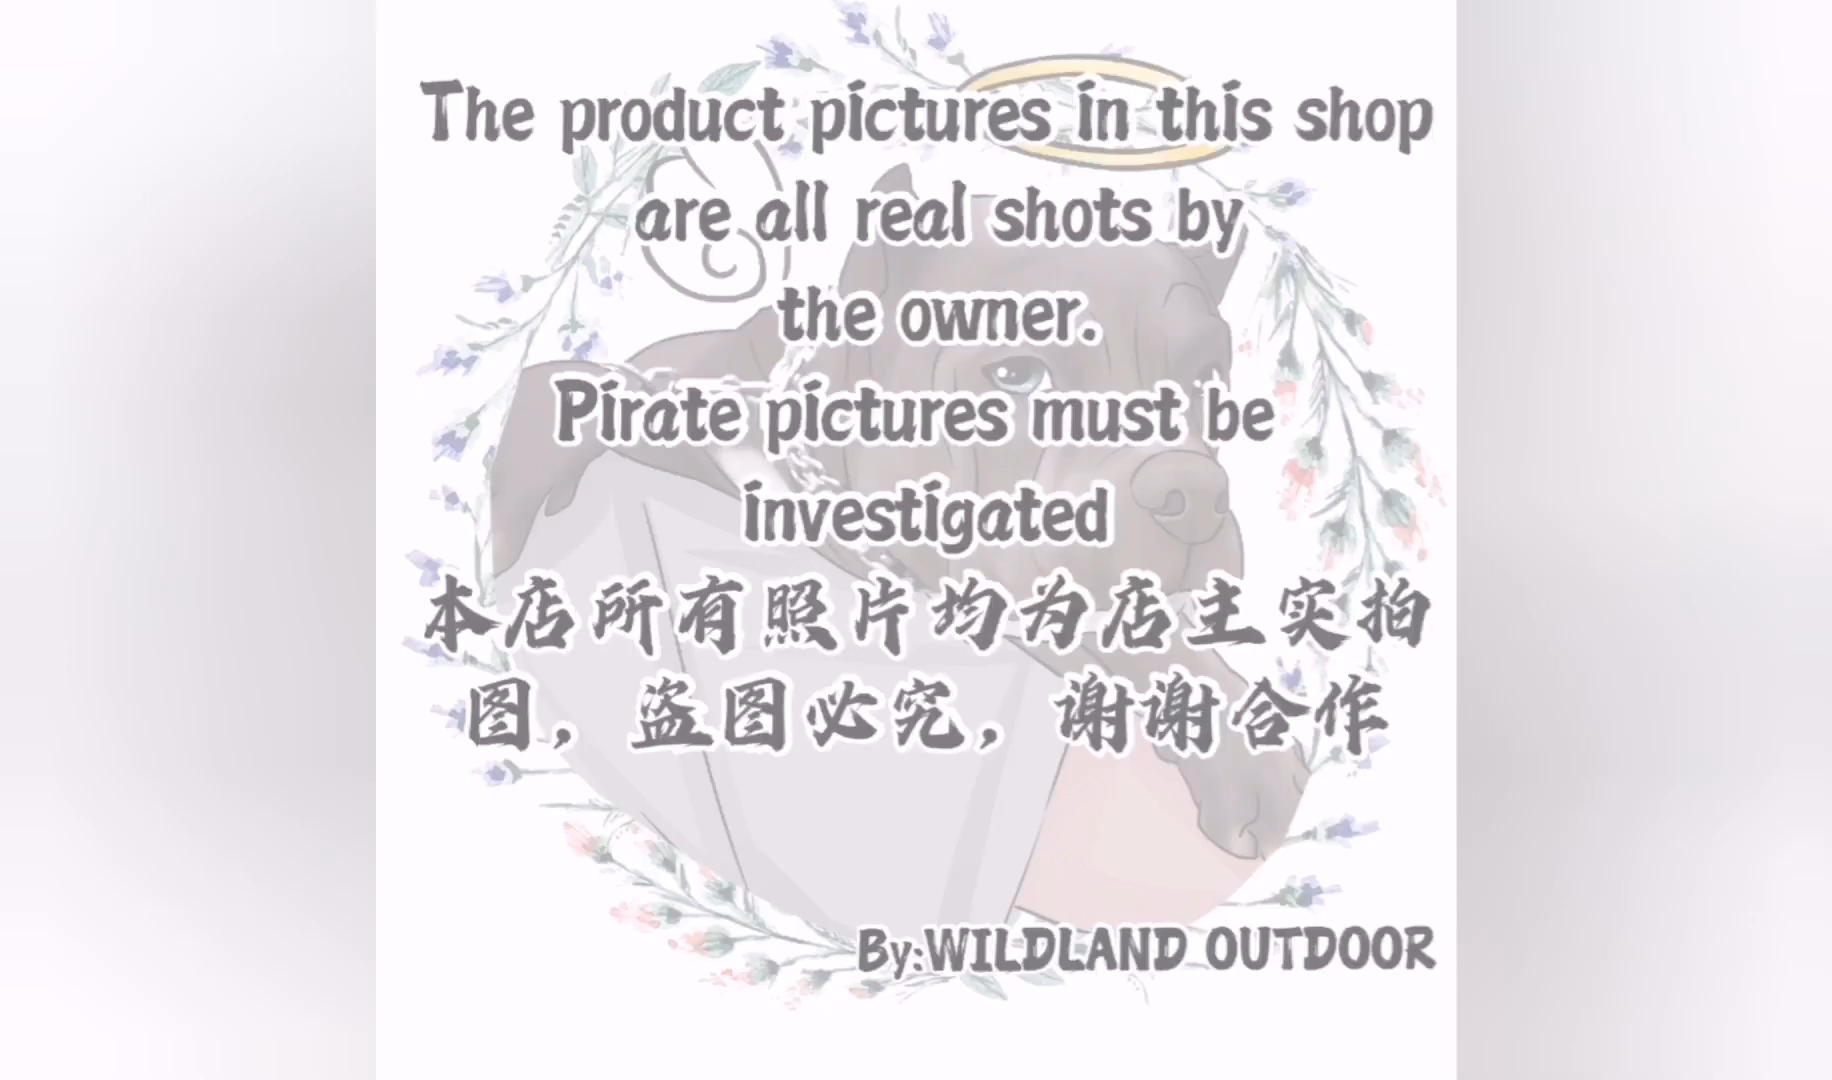 The product pictures in this shop
are all real shots by
the owner.
Pirate pictures must be
investigated
本店所有照片均为店主实拍
图，盗图必究，谢谢合作
By:WILDLAND OUTDOOR